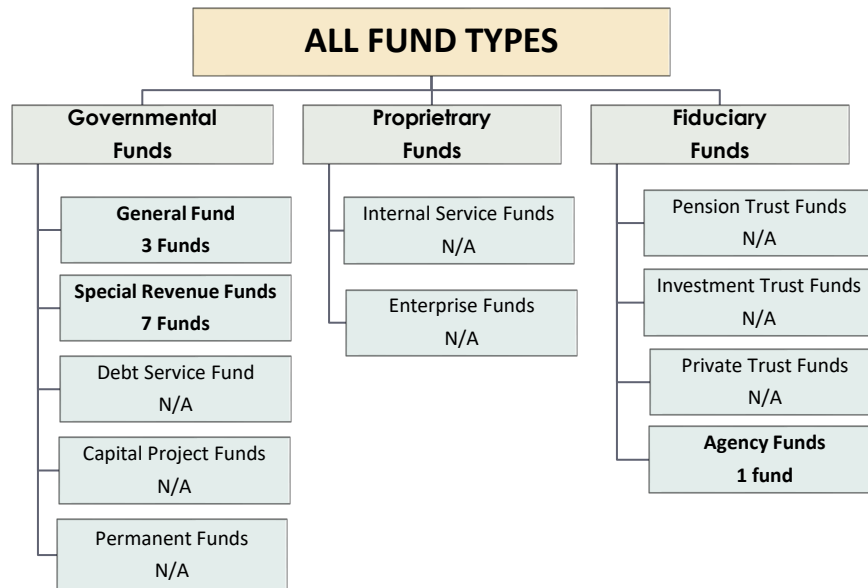 ALL FUND TYPES
Governmental
Funds
General Fund
3 Funds
Special Revenue Funds
7 Funds
Debt Service Fund
N/A
Capital Project Funds
N/A
Permanent Funds
N/A
Proprietrary
Funds
Internal Service Funds
N/A
Enterprise Funds
N/A
Fiduciary
Funds
Pension Trust Funds
N/A
Investment Trust Funds
N/A
Private Trust Funds
N/A
Agency Funds
1 fund